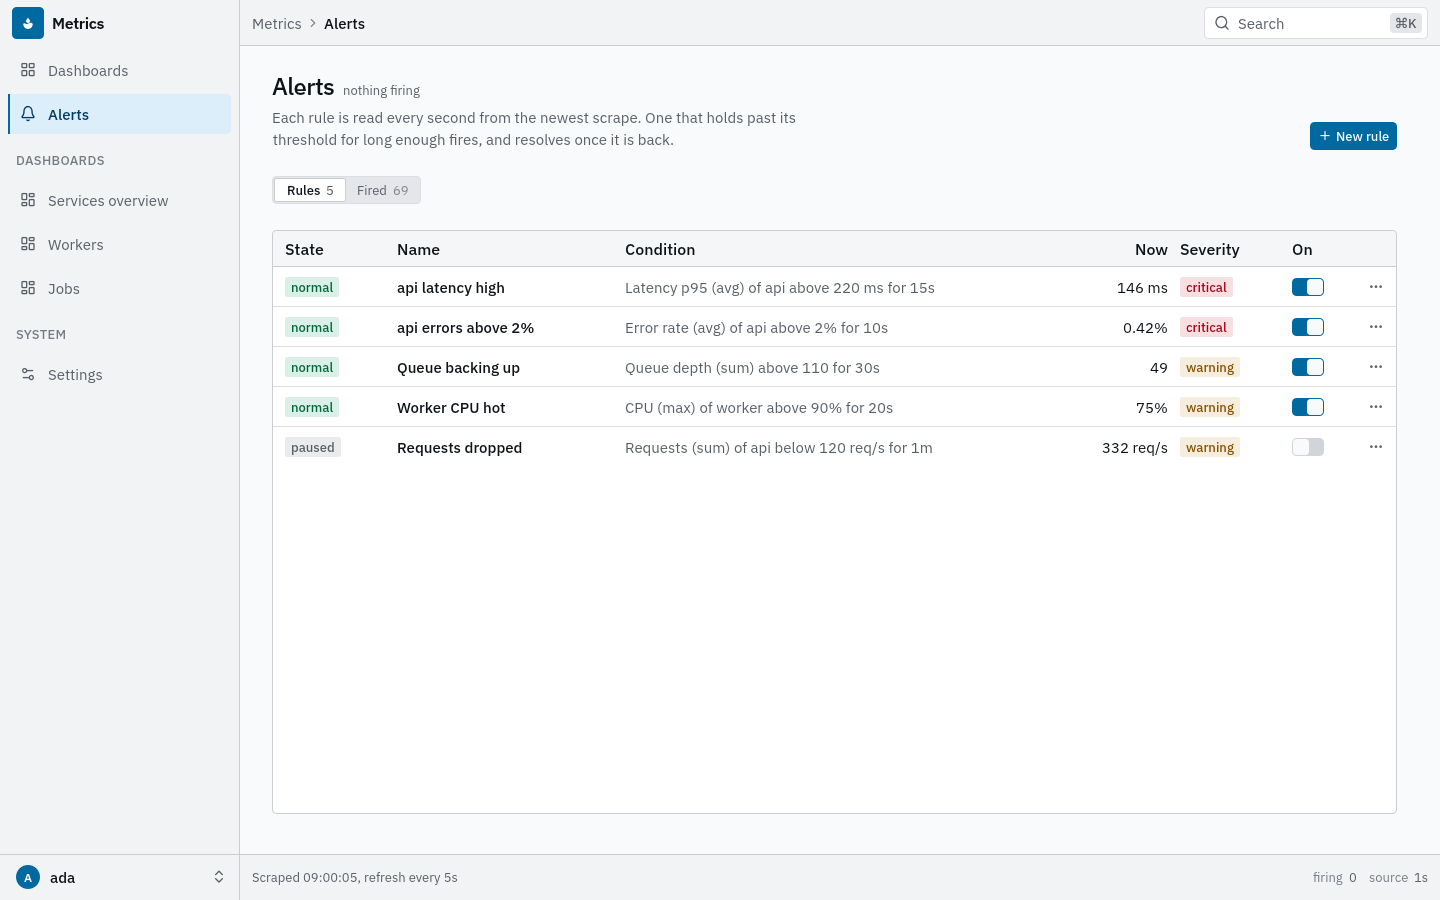 Metrics
Metrics > Alerts
Search ⌘K
Dashboards
Alerts
DASHBOARDS
Services overview
Workers
Jobs
SYSTEM
Settings
Alerts nothing firing
Each rule is read every second from the newest scrape. One that holds past its
threshold for long enough fires, and resolves once it is back.
+ New rule
Rules 5 Fired 69
State Name Condition Now Severity On
normal api latency high Latency p95 (avg) of api above 220 ms for 15s 146 ms critical
normal api errors above 2% Error rate (avg) of api above 2% for 10s 0.42% critical
normal Queue backing up Queue depth (sum) above 110 for 30s 49 warning
normal Worker CPU hot CPU (max) of worker above 90% for 20s 75% warning
paused Requests dropped Requests (sum) of api below 120 req/s for 1m 332 req/s warning
A ada
Scraped 09:00:05, refresh every 5s
firing 0 source 1s